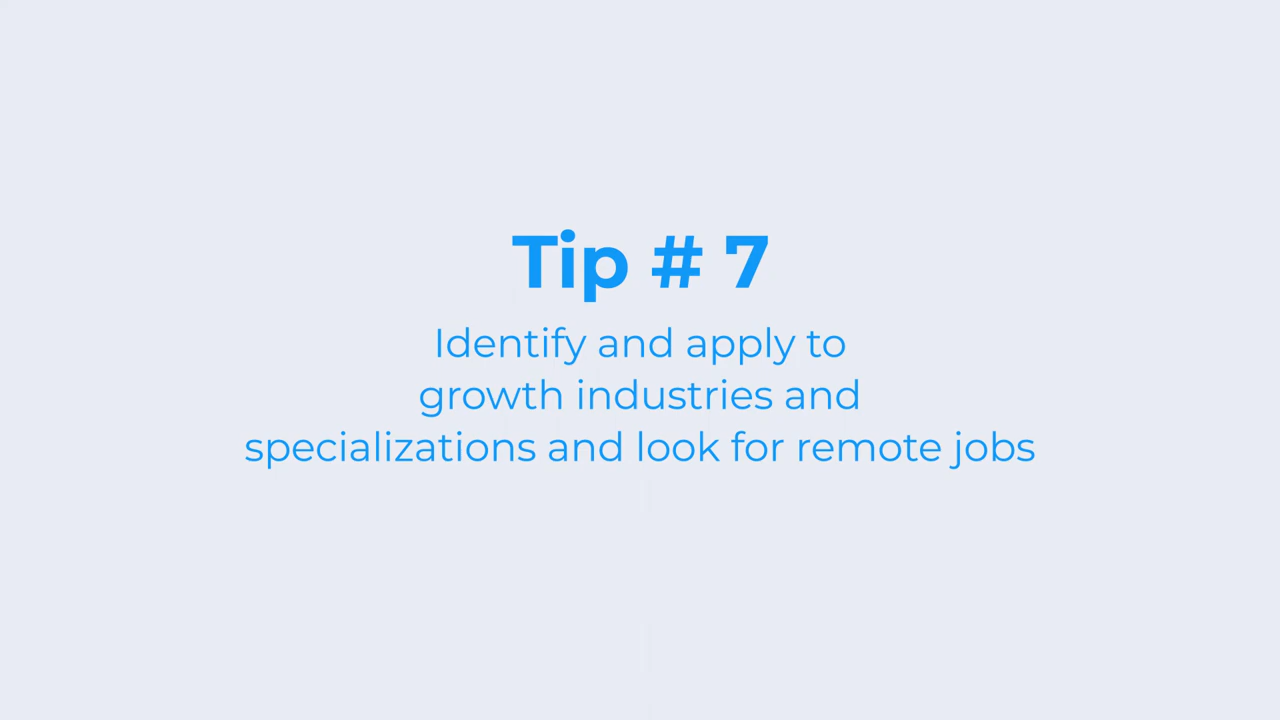 Tip # 7
Identify and apply to
growth industries and
specializations and look for remote jobs